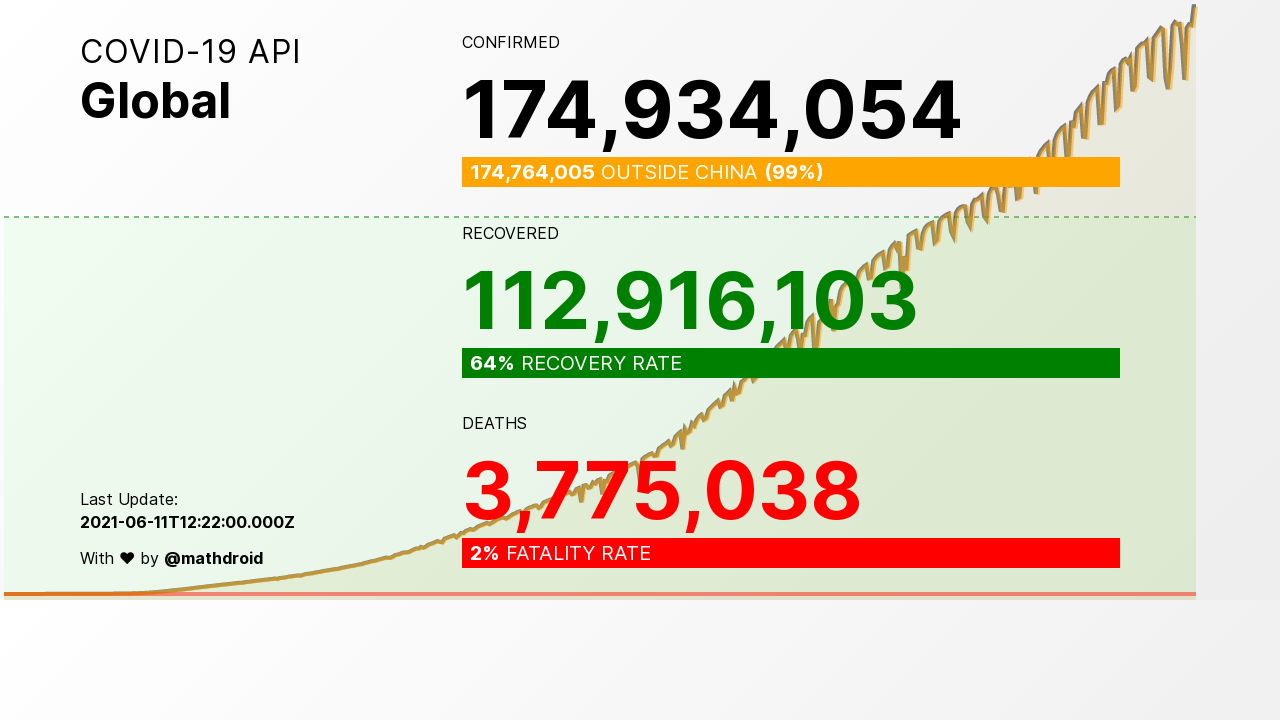 COVID-19 API
Global
CONFIRMED
174,934,054
174,764,005 OUTSIDE CHINA (99%)
RECOVERED
112,916,103
64% RECOVERY RATE
DEATHS
3,775,038
2% FATALITY RATE
Last Update:
2021-06-11T12:22:00.000Z
With ♥ by @mathdroid